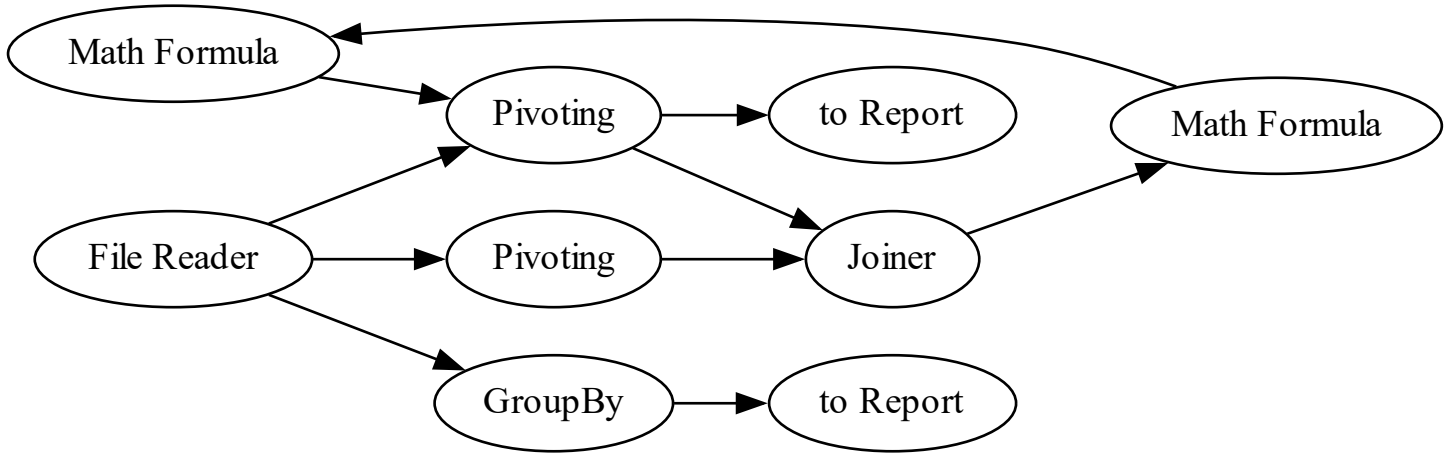 Math Formula
Pivoting
to Report
Math Formula
File Reader
Pivoting
Joiner
GroupBy
to Report